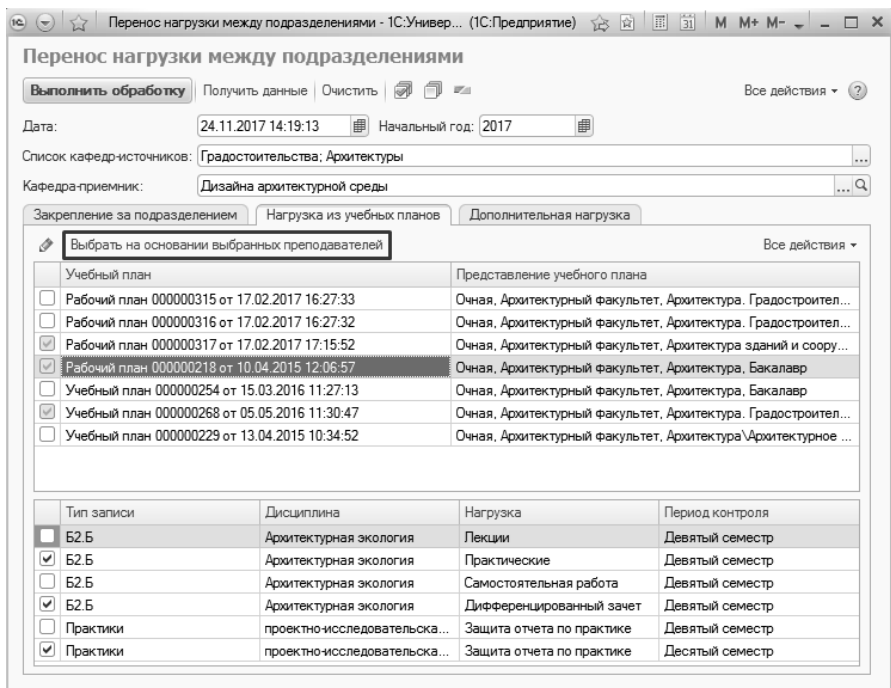 Перенос нагрузки между подразделениями - 1С:Универ... (1С:Предприятие) 31 M M+ M-
Перенос нагрузки между подразделениями
Выполнить обработку Получить данные Очистить Все действия ?
Дата: 24.11.2017 14:19:13 Начальный год: 2017
Список кафедр-источников: Градостоительства; Архитектуры ...
Кафедра-приемник: Дизайна архитектурной среды ...
Закрепление за подразделением Нагрузка из учебных планов Дополнительная нагрузка
Выбрать на основании выбранных преподавателей Все действия
Учебный план Представление учебного плана
Рабочий план 000000315 от 17.02.2017 16:27:33 Очная, Архитектурный факультет, Архитектура. Градостроител...
Рабочий план 000000316 от 17.02.2017 16:27:32 Очная, Архитектурный факультет, Архитектура. Градостроител...
Рабочий план 000000317 от 17.02.2017 17:15:52 Очная, Архитектурный факультет, Архитектура зданий и соору...
Рабочий план 000000218 от 10.04.2015 12:06:57 Очная, Архитектурный факультет, Архитектура, Бакалавр
Учебный план 000000254 от 15.03.2016 11:27:13 Очная, Архитектурный факультет, Архитектура, Бакалавр
Учебный план 000000268 от 05.05.2016 11:30:47 Очная, Архитектурный факультет, Архитектура. Градостроител...
Учебный план 000000229 от 13.04.2015 10:34:52 Очная, Архитектурный факультет, Архитектура\Архитектурное ...
Тип записи Дисциплина Нагрузка Период контроля
Б2.Б Архитектурная экология Лекции Девятый семестр
Б2.Б Архитектурная экология Практические Девятый семестр
Б2.Б Архитектурная экология Самостоятельная работа Девятый семестр
Б2.Б Архитектурная экология Дифференцированный зачет Девятый семестр
Практики проектно-исследовательска... Защита отчета по практике Девятый семестр
Практики проектно-исследовательска... Защита отчета по практике Десятый семестр